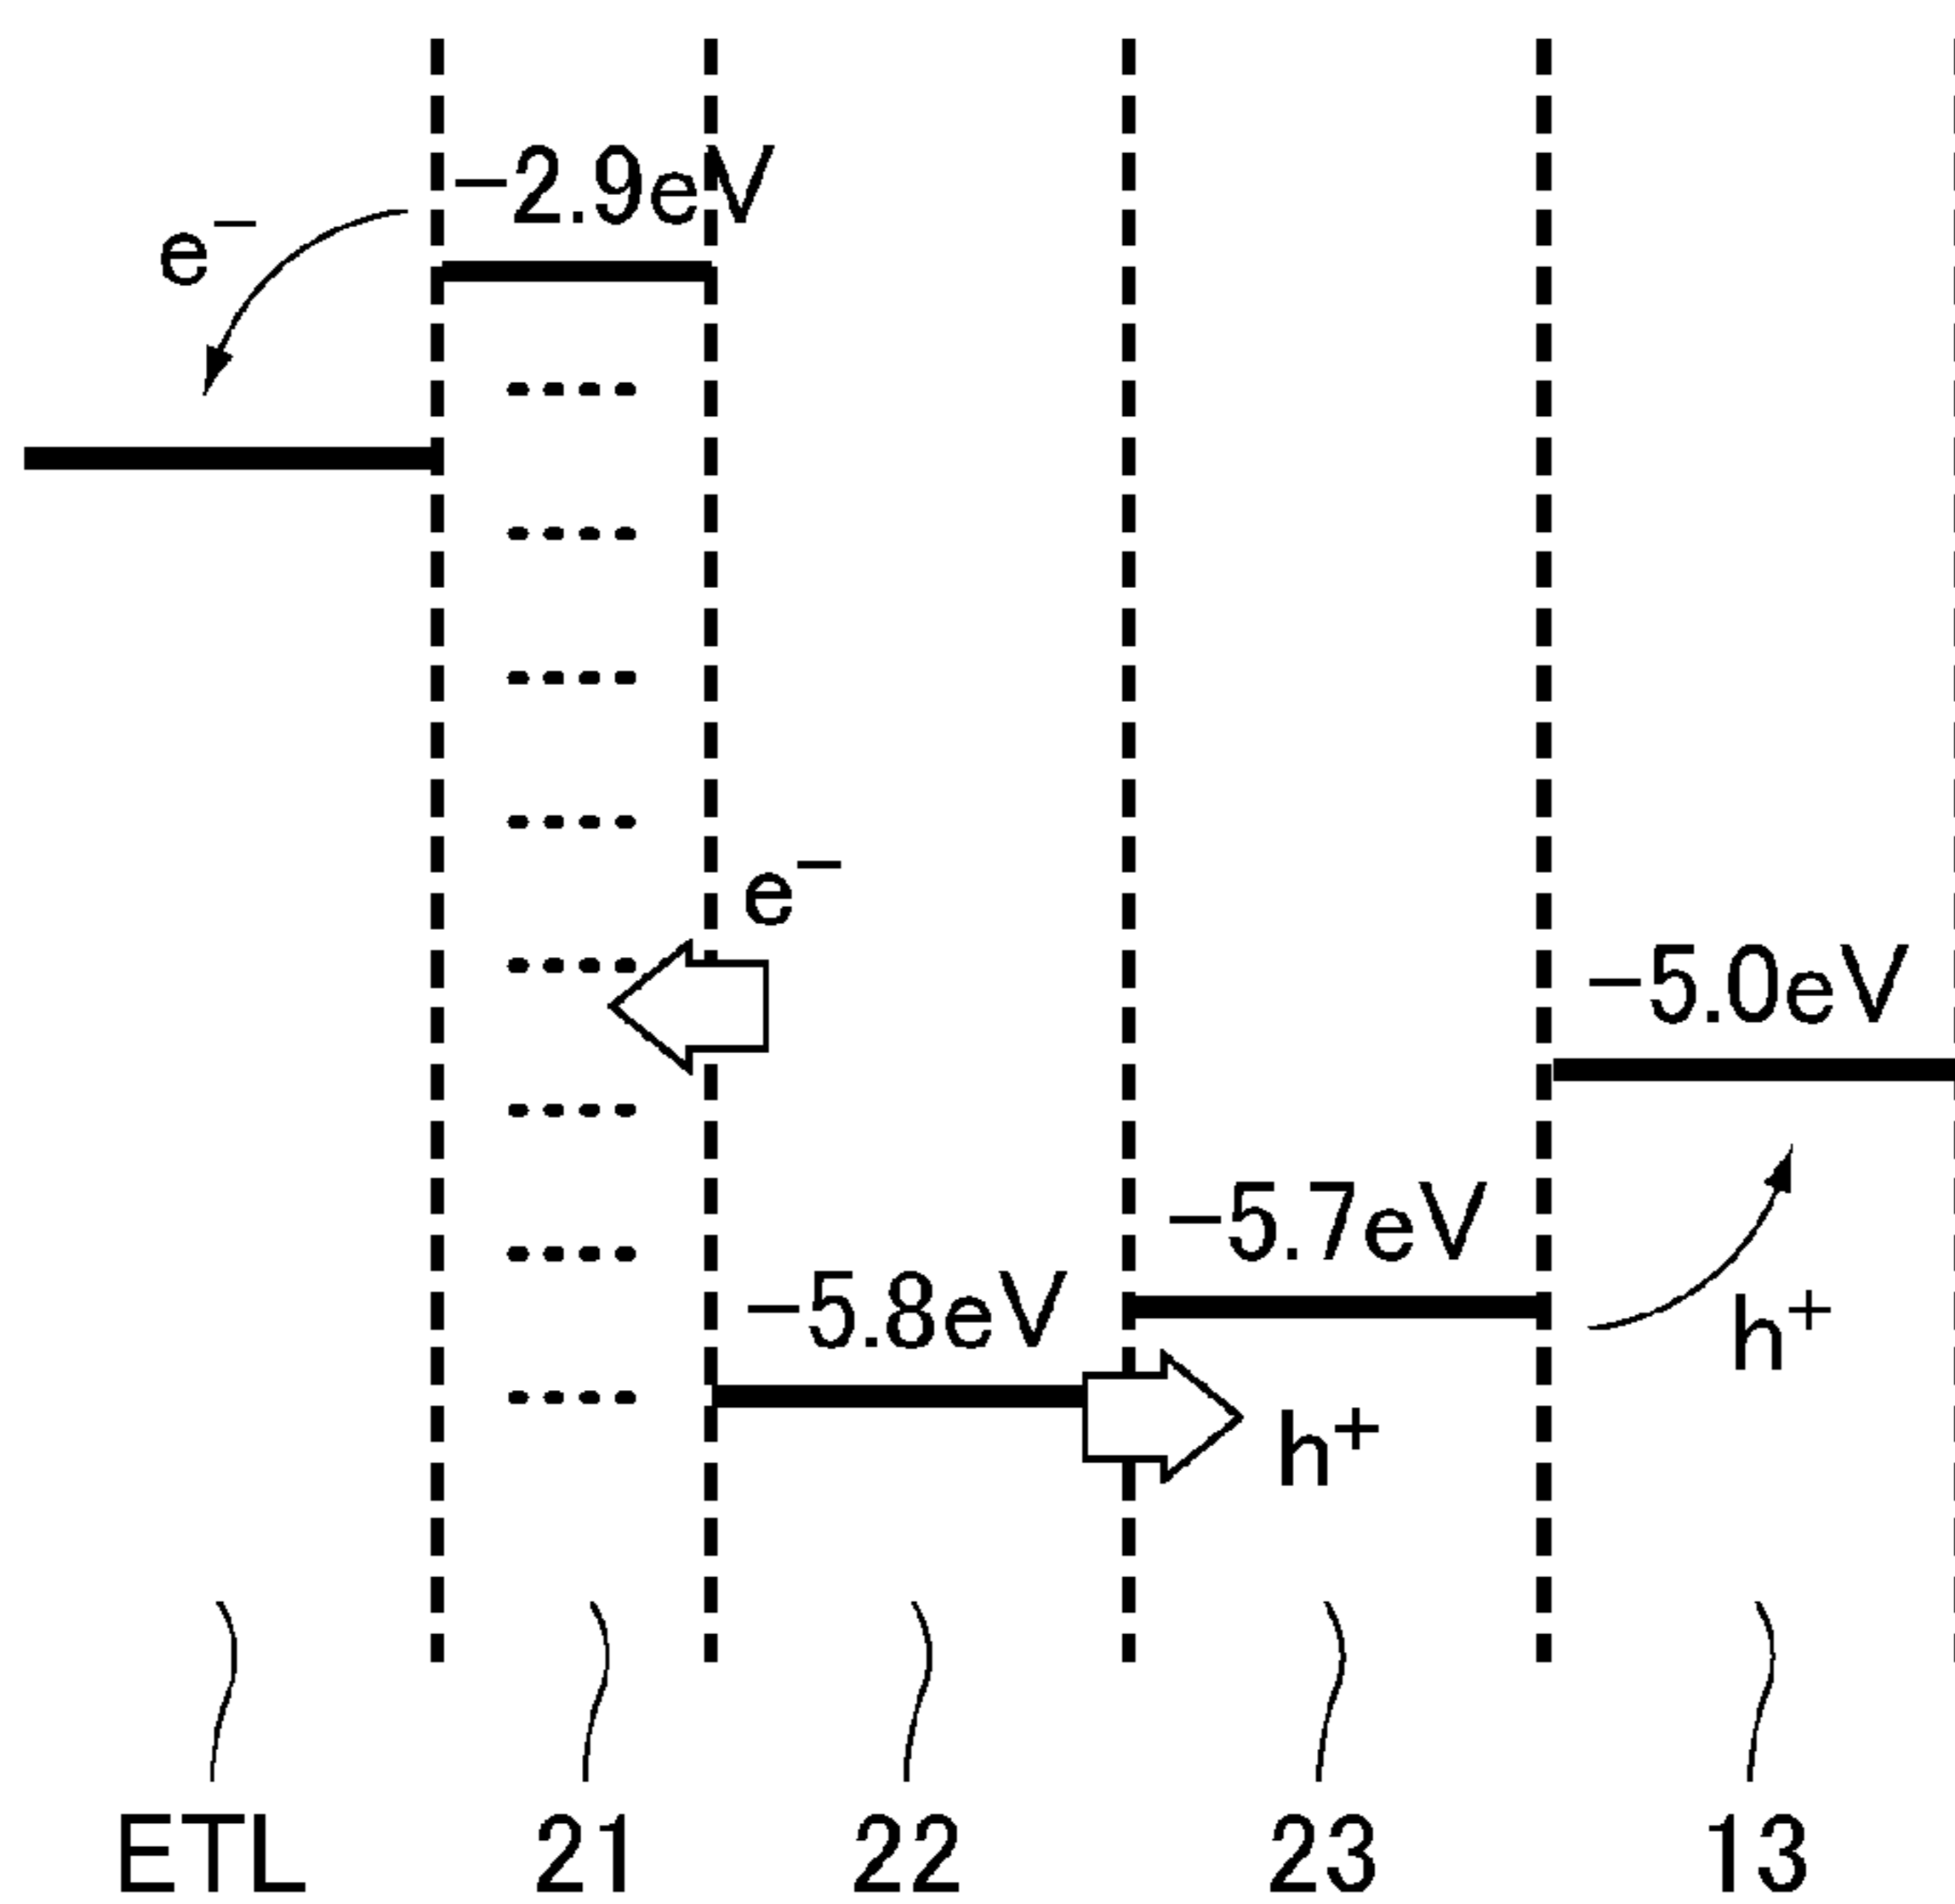 −2.9eV
e−
e−
−5.0eV
−5.7eV
−5.8eV
h+
h+
ETL 21 22 23 13